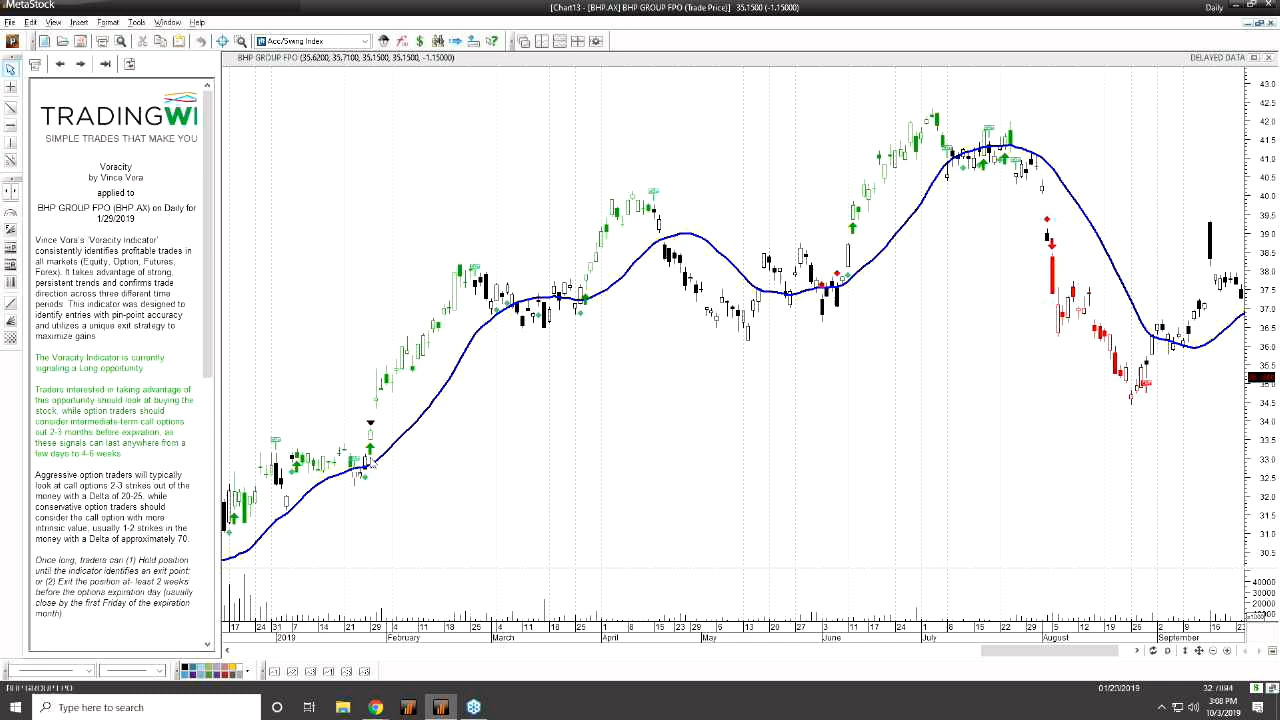 MetaStock
[Chart13 - [BHP.AX] BHP GROUP FPO (Trade Price)] 35.1500 (-1.15000)
Daily
File Edit View Insert Format Tools Window Help
Acc/Swing Index
BHP GROUP FPO (35.6200, 35.7100, 35.1500, 35.1500, -1.15000)
DELAYED DATA
TRADINGWI
SIMPLE TRADES THAT MAKE YOU
Voracity
by Vince Vora
applied to
BHP GROUP FPO (BHP.AX) on Daily for
1/29/2019
Vince Vora's 'Voracity Indicator'
consistently identifies profitable trades in
all markets (Equity, Option, Futures,
Forex). It takes advantage of strong,
persistent trends and confirms trade
direction across three different time
periods. This indicator was designed to
identify entries with pin-point accuracy
and utilizes a unique exit strategy to
maximize gains
The Voracity Indicator is currently
signaling a Long opportunity
Traders interested in taking advantage of
this opportunity should look at buying the
stock, while option traders should
consider intermediate-term call options
out 2-3 months before expiration, as
these signals can last anywhere from a
few days to 4-6 weeks
Aggressive option traders will typically
look at call options 2-3 strikes out of the
money with a Delta of 20-25, while
conservative option traders should
consider the call option with more
intrinsic value, usually 1-2 strikes in the
money with a Delta of approximately 70.
Once long, traders can (1) Hold position
until the indicator identifies an exit point;
or (2) Exit the position at-least 2 weeks
before the options expiration day (usually
close by the first Friday of the expiration
month)
43.0
42.5
42.0
41.5
41.0
40.5
40.0
39.5
39.0
38.5
38.0
37.5
37.0
36.5
36.0
35.5
35.0
34.5
34.0
33.5
33.0
32.5
32.0
31.5
31.0
30.5
40000
30000
20000
10000
x1000
17 24 31 7 14 21 29 4 11 18 25 4 11 18 25 1 8 15 23 29 6 13 20 27 3 11 17 24 1 8 15 22 29 5 12 19 26 2 9 16 23
2019 February March April May June July August September
BHP GROUP FPO
01/23/2019
32.7094
Type here to search
3:08 PM
10/3/2019